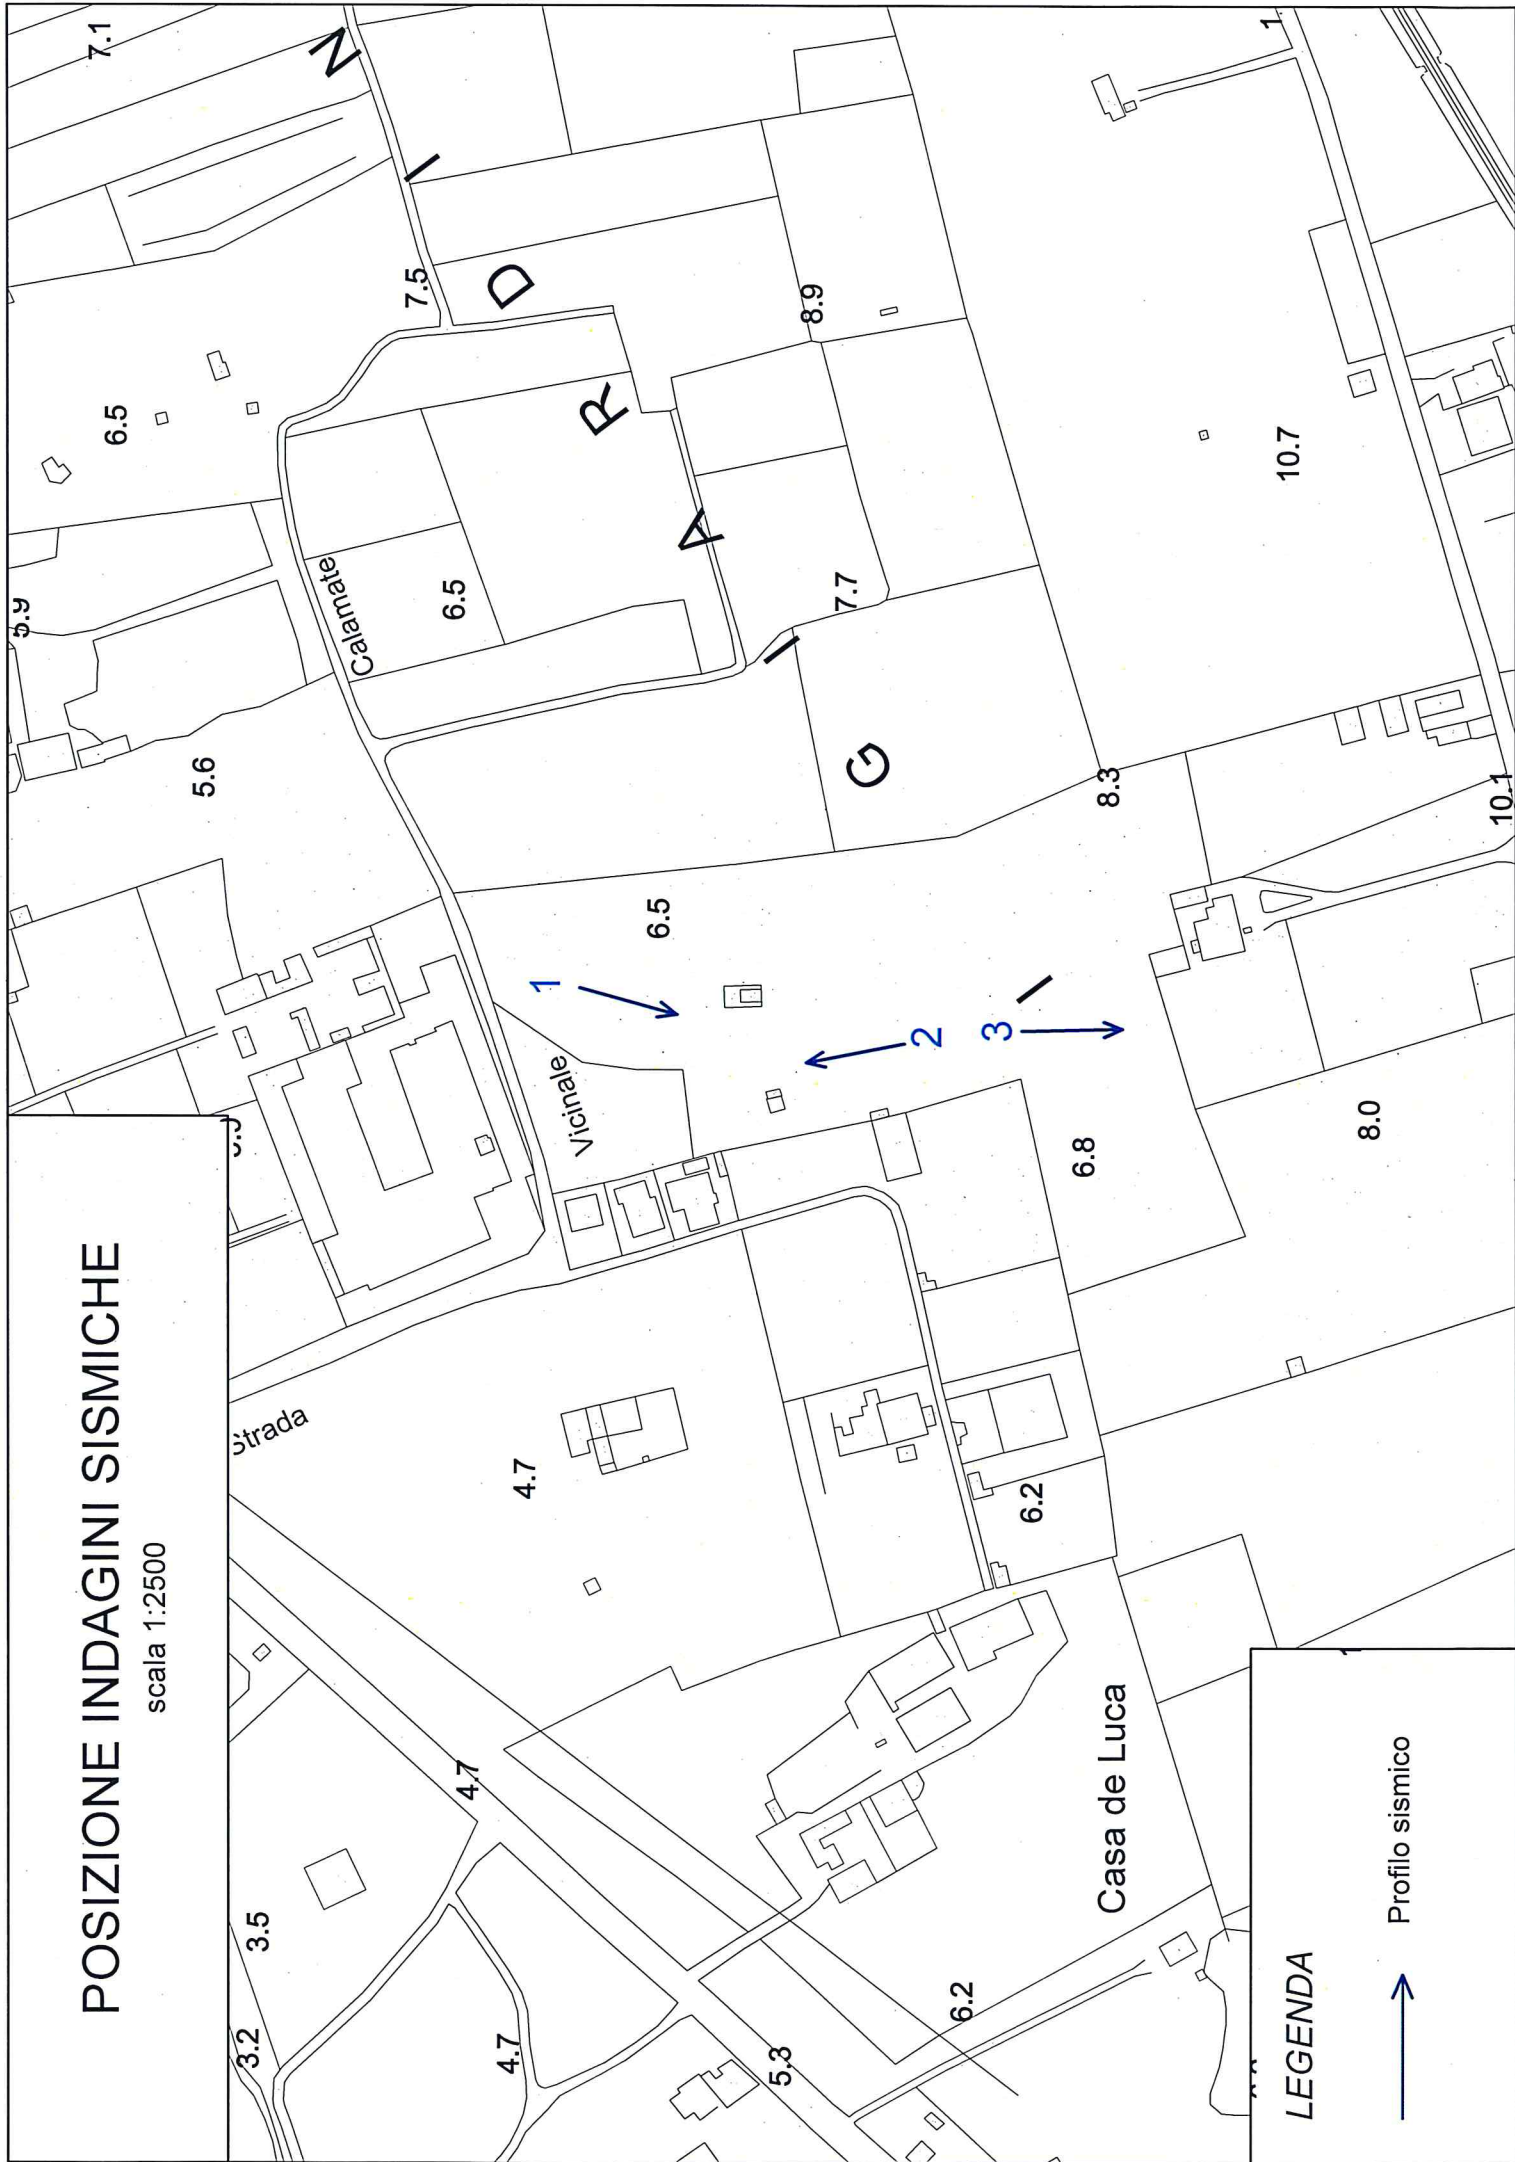 POSIZIONE INDAGINI SISMICHE
scala 1:2500
3.2
3.5
4.7
4.7
5.3
6.2
Casa de Luca
Strada
4.7
6.2
Vicinale
6.8
8.0
1
2
3
6.5
5.6
8.3
10.1
Calamate
6.5
7.7
5.9
6.5
7.5
8.9
10.7
7.1
I GIARDINI
LEGENDA
Profilo sismico